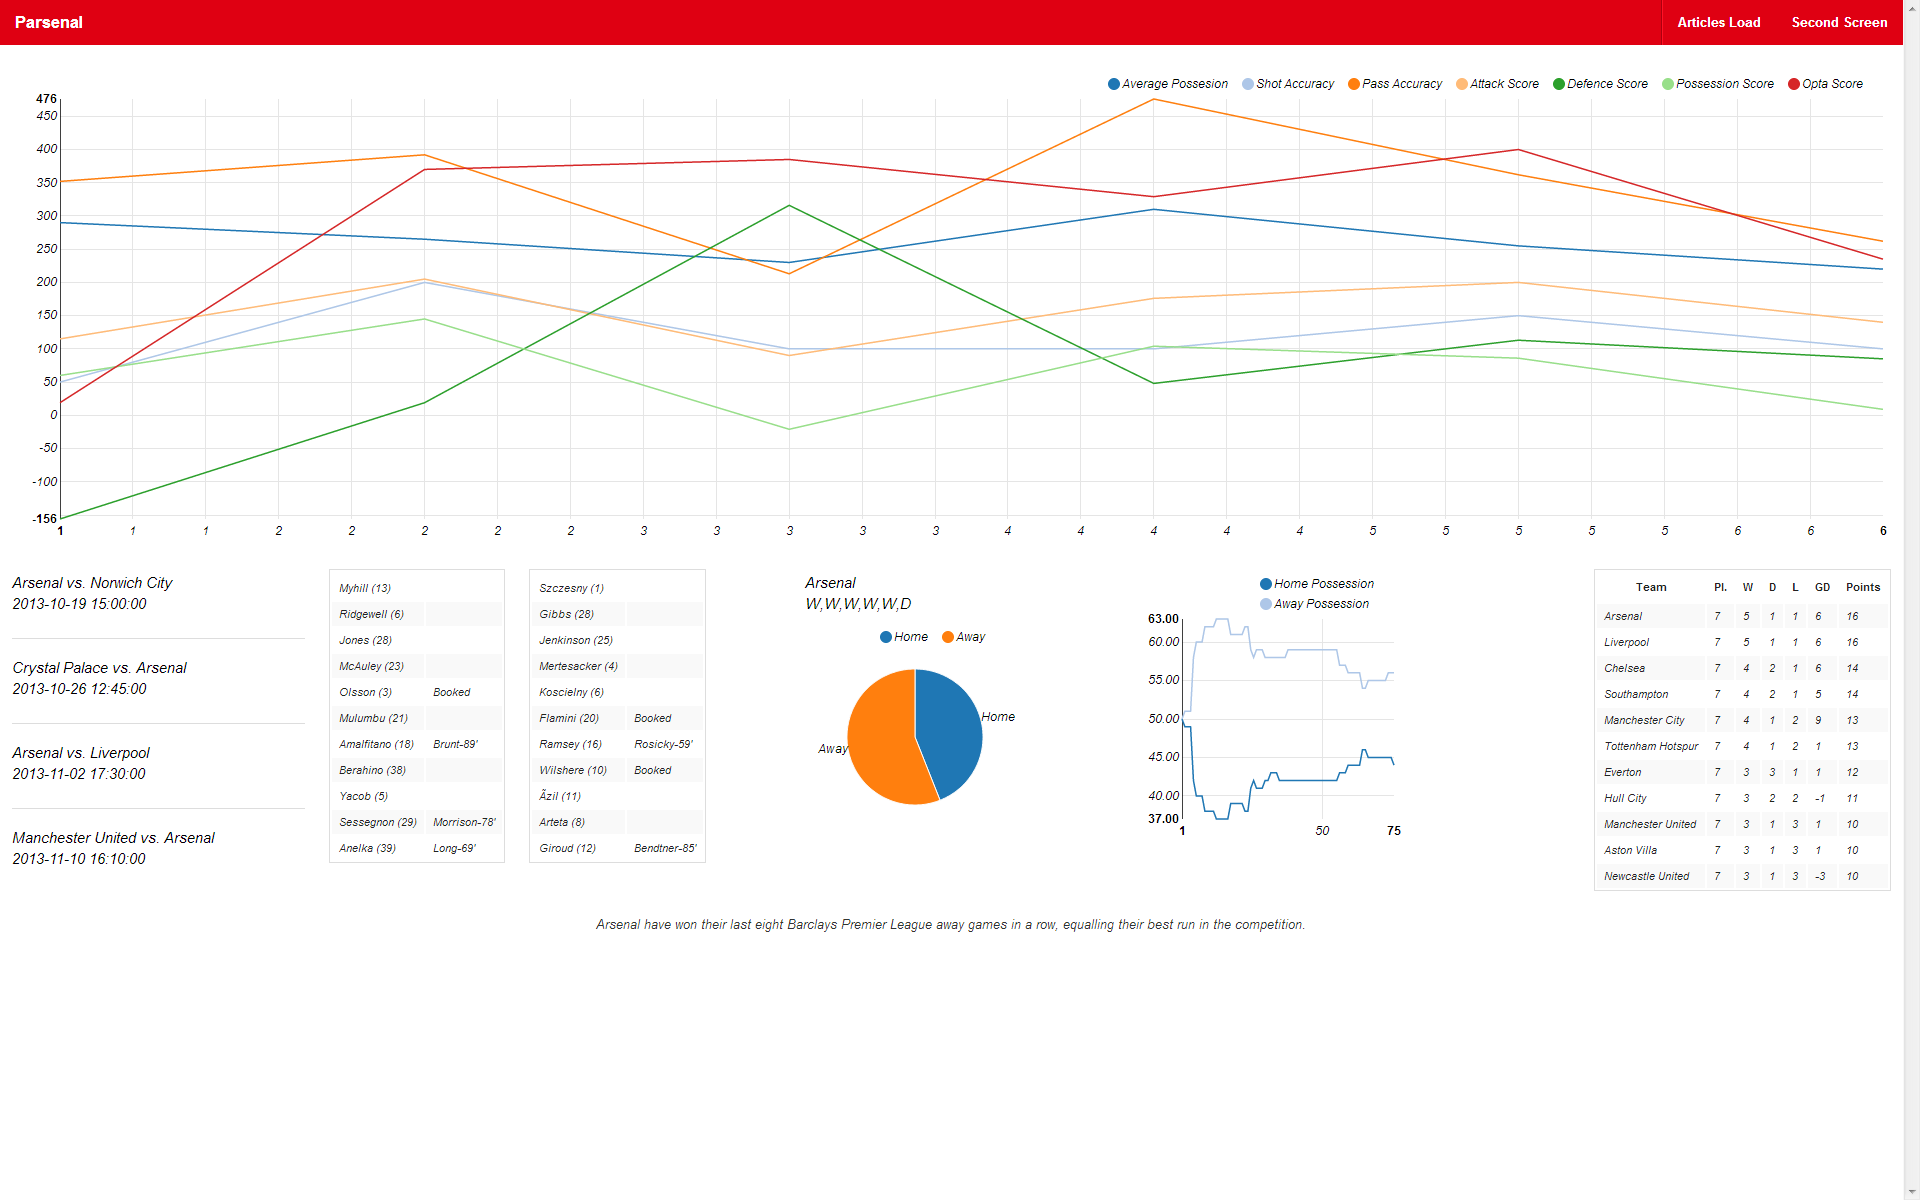 Parsenal
Articles Load
Second Screen
Average Possesion
Shot Accuracy
Pass Accuracy
Attack Score
Defence Score
Possession Score
Opta Score
476
450
400
350
300
250
200
150
100
50
0
-50
-100
-156
1 1 1 2 2 2 2 2 3 3 3 3 3 4 4 4 4 4 5 5 5 5 5 6 6 6
Arsenal vs. Norwich City
2013-10-19 15:00:00
Crystal Palace vs. Arsenal
2013-10-26 12:45:00
Arsenal vs. Liverpool
2013-11-02 17:30:00
Manchester United vs. Arsenal
2013-11-10 16:10:00
Myhill (13)
Ridgewell (6)
Jones (28)
McAuley (23)
Olsson (3) Booked
Mulumbu (21)
Amalfitano (18) Brunt-89'
Berahino (38)
Yacob (5)
Sessegnon (29) Morrison-78'
Anelka (39) Long-69'
Szczesny (1)
Gibbs (28)
Jenkinson (25)
Mertesacker (4)
Koscielny (6)
Flamini (20) Booked
Ramsey (16) Rosicky-59'
Wilshere (10) Booked
Ãzil (11)
Arteta (8)
Giroud (12) Bendtner-85'
Arsenal
W,W,W,W,W,D
Home Away
Home
Away
Home Possession
Away Possession
63.00
60.00
55.00
50.00
45.00
40.00
37.00
1 50 75
Team Pl. W D L GD Points
Arsenal 7 5 1 1 6 16
Liverpool 7 5 1 1 6 16
Chelsea 7 4 2 1 6 14
Southampton 7 4 2 1 5 14
Manchester City 7 4 1 2 9 13
Tottenham Hotspur 7 4 1 2 1 13
Everton 7 3 3 1 1 12
Hull City 7 3 2 2 -1 11
Manchester United 7 3 1 3 1 10
Aston Villa 7 3 1 3 1 10
Newcastle United 7 3 1 3 -3 10
Arsenal have won their last eight Barclays Premier League away games in a row, equalling their best run in the competition.